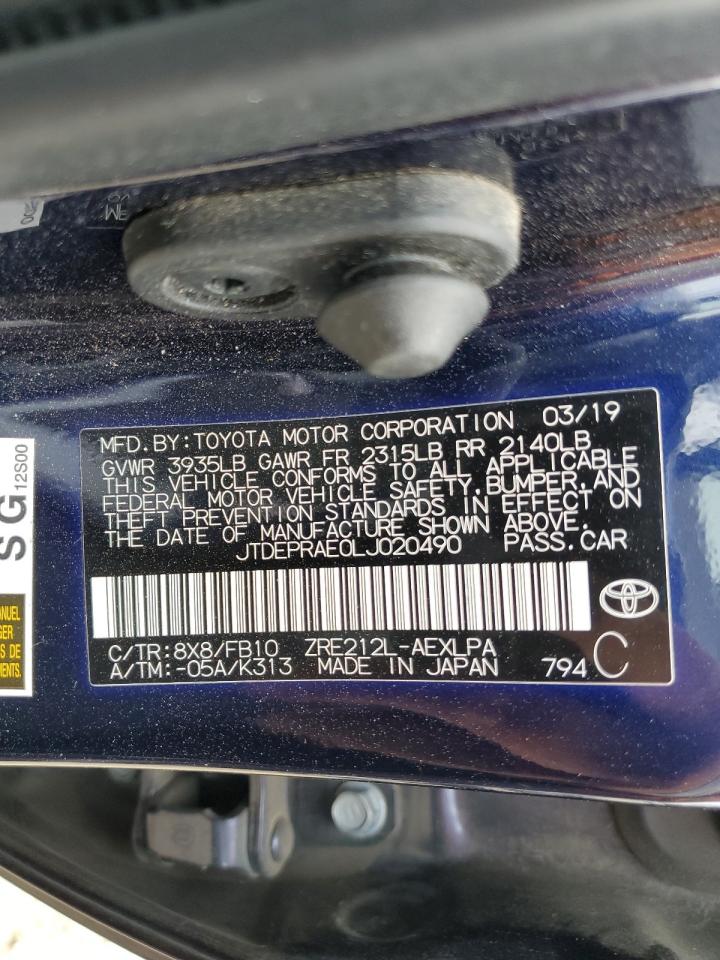 MFD. BY: TOYOTA MOTOR CORPORATION 03/19
GVWR 3935LB GAWR FR 2315LB RR 2140LB
THIS VEHICLE CONFORMS TO ALL APPLICABLE
FEDERAL MOTOR VEHICLE SAFETY, BUMPER, AND
THEFT PREVENTION STANDARDS IN EFFECT ON
THE DATE OF MANUFACTURE SHOWN ABOVE.
JTDEPRAE0LJ020490 PASS. CAR
C/TR: 8X8/FB10 ZRE212L-AEXLPA
A/TM: -05A/K313 MADE IN JAPAN 794 C
SG
12S00